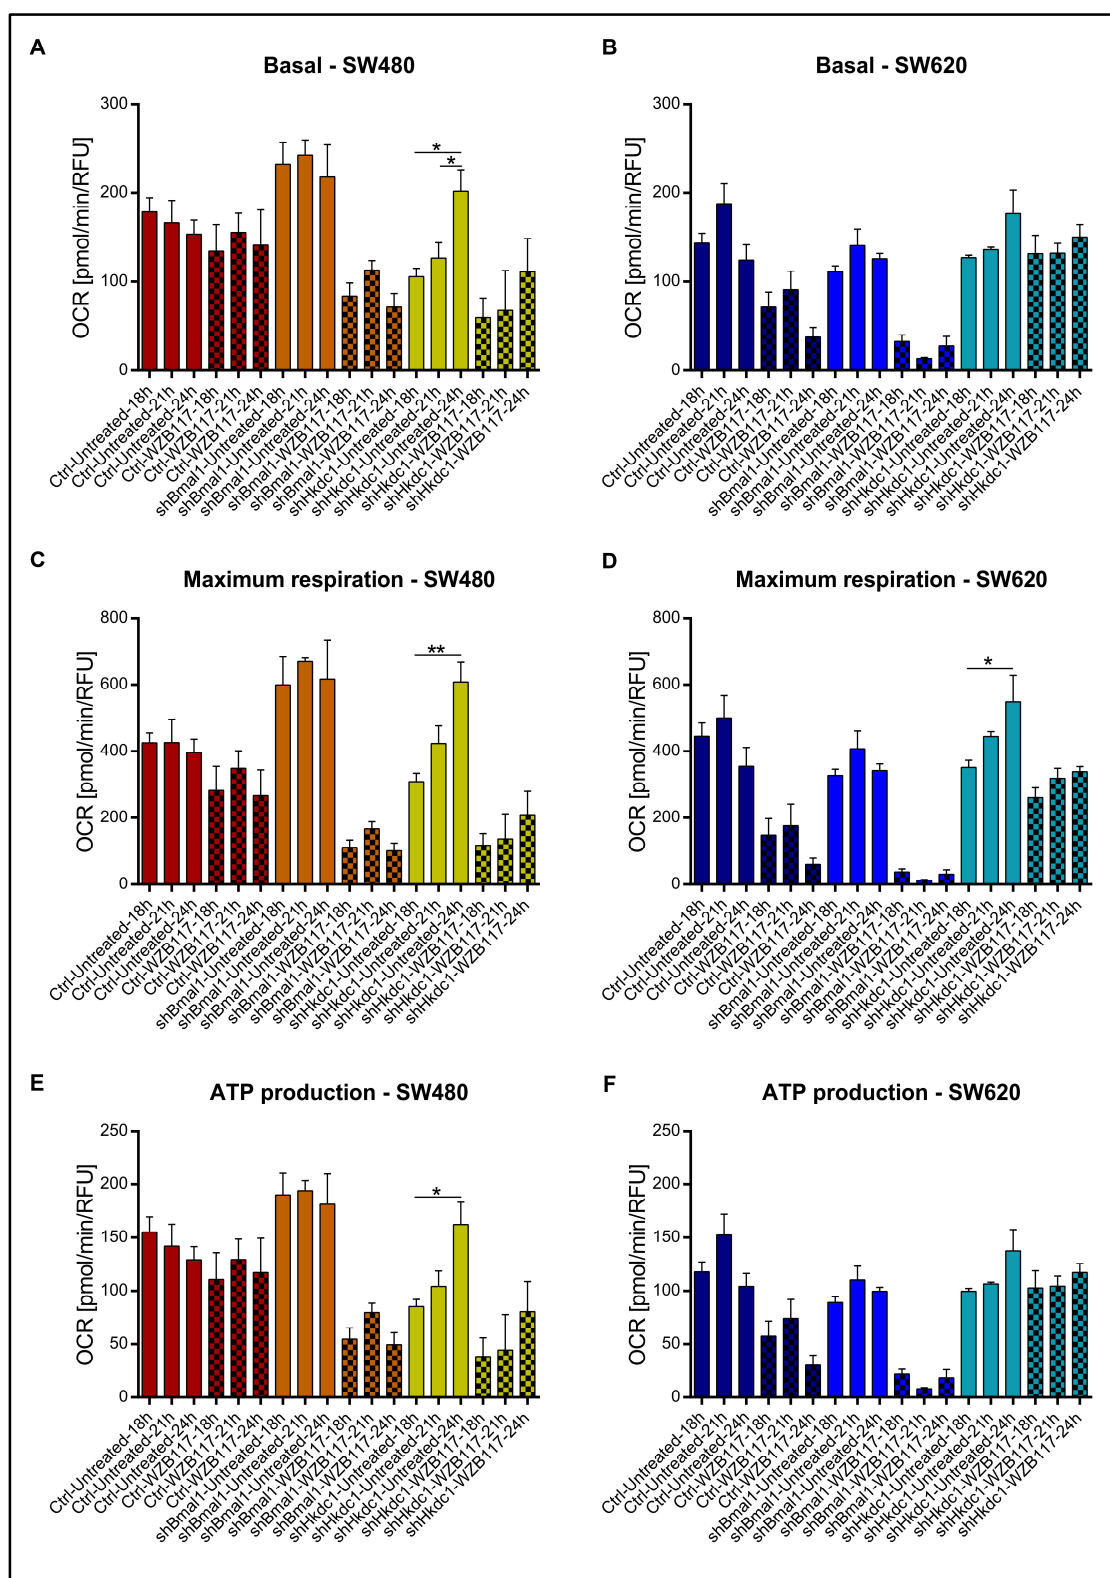 A
Basal - SW480
OCR [pmol/min/RFU]
300
200
100
0
*
*
Ctrl-Untreated-18h
Ctrl-Untreated-21h
Ctrl-Untreated-24h
Ctrl-WZB117-18h
Ctrl-WZB117-21h
Ctrl-WZB117-24h
shBmal1-Untreated-18h
shBmal1-Untreated-21h
shBmal1-Untreated-24h
shBmal1-WZB117-18h
shBmal1-WZB117-21h
shBmal1-WZB117-24h
shHkdc1-Untreated-18h
shHkdc1-Untreated-21h
shHkdc1-Untreated-24h
shHkdc1-WZB117-18h
shHkdc1-WZB117-21h
shHkdc1-WZB117-24h
B
Basal - SW620
OCR [pmol/min/RFU]
300
200
100
0
Ctrl-Untreated-18h
Ctrl-Untreated-21h
Ctrl-Untreated-24h
Ctrl-WZB117-18h
Ctrl-WZB117-21h
Ctrl-WZB117-24h
shBmal1-Untreated-18h
shBmal1-Untreated-21h
shBmal1-Untreated-24h
shBmal1-WZB117-18h
shBmal1-WZB117-21h
shBmal1-WZB117-24h
shHkdc1-Untreated-18h
shHkdc1-Untreated-21h
shHkdc1-Untreated-24h
shHkdc1-WZB117-18h
shHkdc1-WZB117-21h
shHkdc1-WZB117-24h
C
Maximum respiration - SW480
OCR [pmol/min/RFU]
800
600
400
200
0
**
Ctrl-Untreated-18h
Ctrl-Untreated-21h
Ctrl-Untreated-24h
Ctrl-WZB117-18h
Ctrl-WZB117-21h
Ctrl-WZB117-24h
shBmal1-Untreated-18h
shBmal1-Untreated-21h
shBmal1-Untreated-24h
shBmal1-WZB117-18h
shBmal1-WZB117-21h
shBmal1-WZB117-24h
shHkdc1-Untreated-18h
shHkdc1-Untreated-21h
shHkdc1-Untreated-24h
shHkdc1-WZB117-18h
shHkdc1-WZB117-21h
shHkdc1-WZB117-24h
D
Maximum respiration - SW620
OCR [pmol/min/RFU]
800
600
400
200
0
*
Ctrl-Untreated-18h
Ctrl-Untreated-21h
Ctrl-Untreated-24h
Ctrl-WZB117-18h
Ctrl-WZB117-21h
Ctrl-WZB117-24h
shBmal1-Untreated-18h
shBmal1-Untreated-21h
shBmal1-Untreated-24h
shBmal1-WZB117-18h
shBmal1-WZB117-21h
shBmal1-WZB117-24h
shHkdc1-Untreated-18h
shHkdc1-Untreated-21h
shHkdc1-Untreated-24h
shHkdc1-WZB117-18h
shHkdc1-WZB117-21h
shHkdc1-WZB117-24h
E
ATP production - SW480
OCR [pmol/min/RFU]
250
200
150
100
50
0
*
Ctrl-Untreated-18h
Ctrl-Untreated-21h
Ctrl-Untreated-24h
Ctrl-WZB117-18h
Ctrl-WZB117-21h
Ctrl-WZB117-24h
shBmal1-Untreated-18h
shBmal1-Untreated-21h
shBmal1-Untreated-24h
shBmal1-WZB117-18h
shBmal1-WZB117-21h
shBmal1-WZB117-24h
shHkdc1-Untreated-18h
shHkdc1-Untreated-21h
shHkdc1-Untreated-24h
shHkdc1-WZB117-18h
shHkdc1-WZB117-21h
shHkdc1-WZB117-24h
F
ATP production - SW620
OCR [pmol/min/RFU]
250
200
150
100
50
0
Ctrl-Untreated-18h
Ctrl-Untreated-21h
Ctrl-Untreated-24h
Ctrl-WZB117-18h
Ctrl-WZB117-21h
Ctrl-WZB117-24h
shBmal1-Untreated-18h
shBmal1-Untreated-21h
shBmal1-Untreated-24h
shBmal1-WZB117-18h
shBmal1-WZB117-21h
shBmal1-WZB117-24h
shHkdc1-Untreated-18h
shHkdc1-Untreated-21h
shHkdc1-Untreated-24h
shHkdc1-WZB117-18h
shHkdc1-WZB117-21h
shHkdc1-WZB117-24h